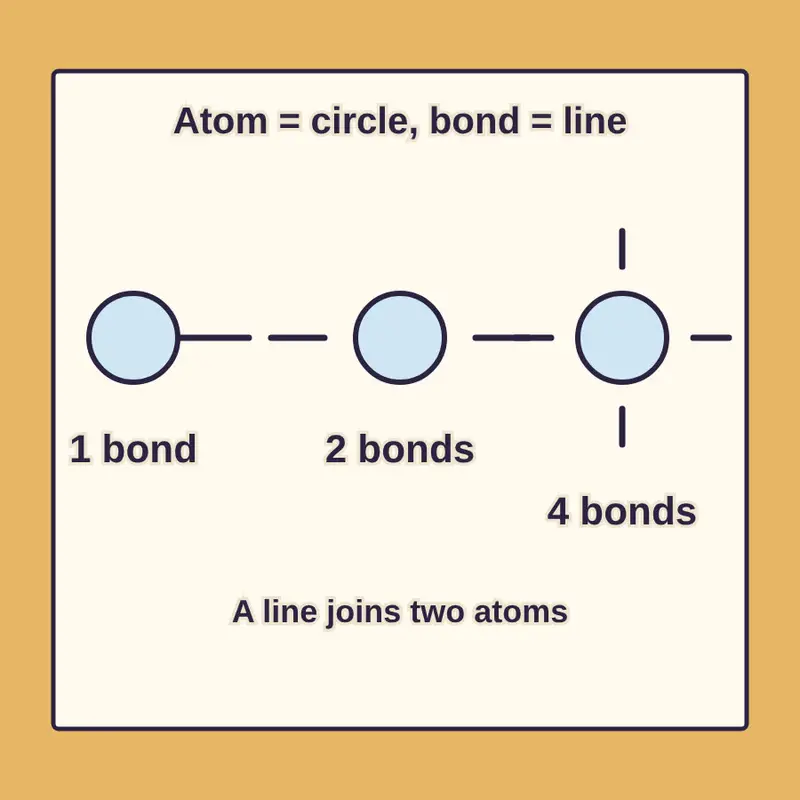 Atom = circle, bond = line
1 bond
2 bonds
4 bonds
A line joins two atoms